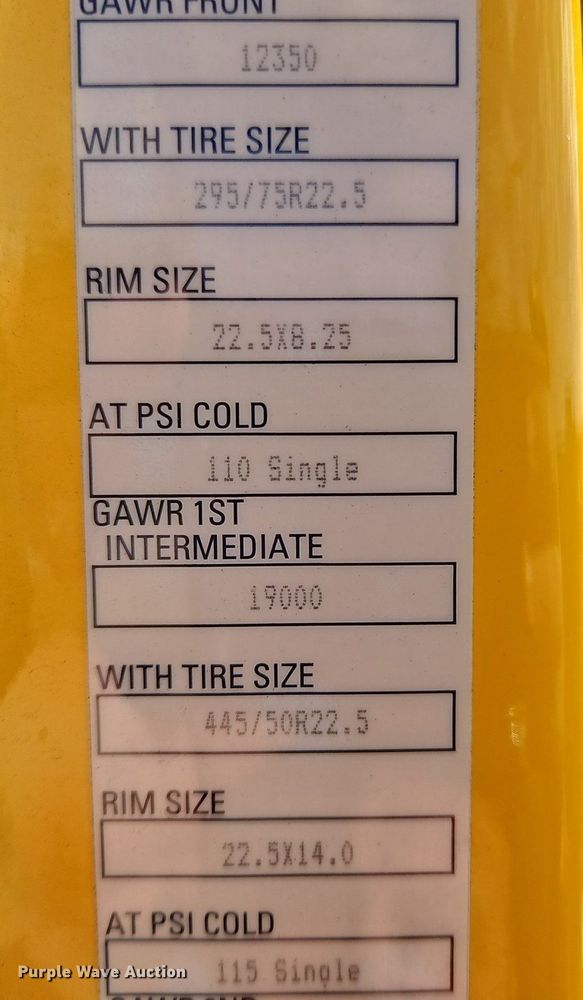 GAWR FRONT
12350
WITH TIRE SIZE
295/75R22.5
RIM SIZE
22.5X8.25
AT PSI COLD
110 Single
GAWR 1ST
INTERMEDIATE
19000
WITH TIRE SIZE
445/50R22.5
RIM SIZE
22.5X14.0
AT PSI COLD
115 Single
Purple Wave Auction